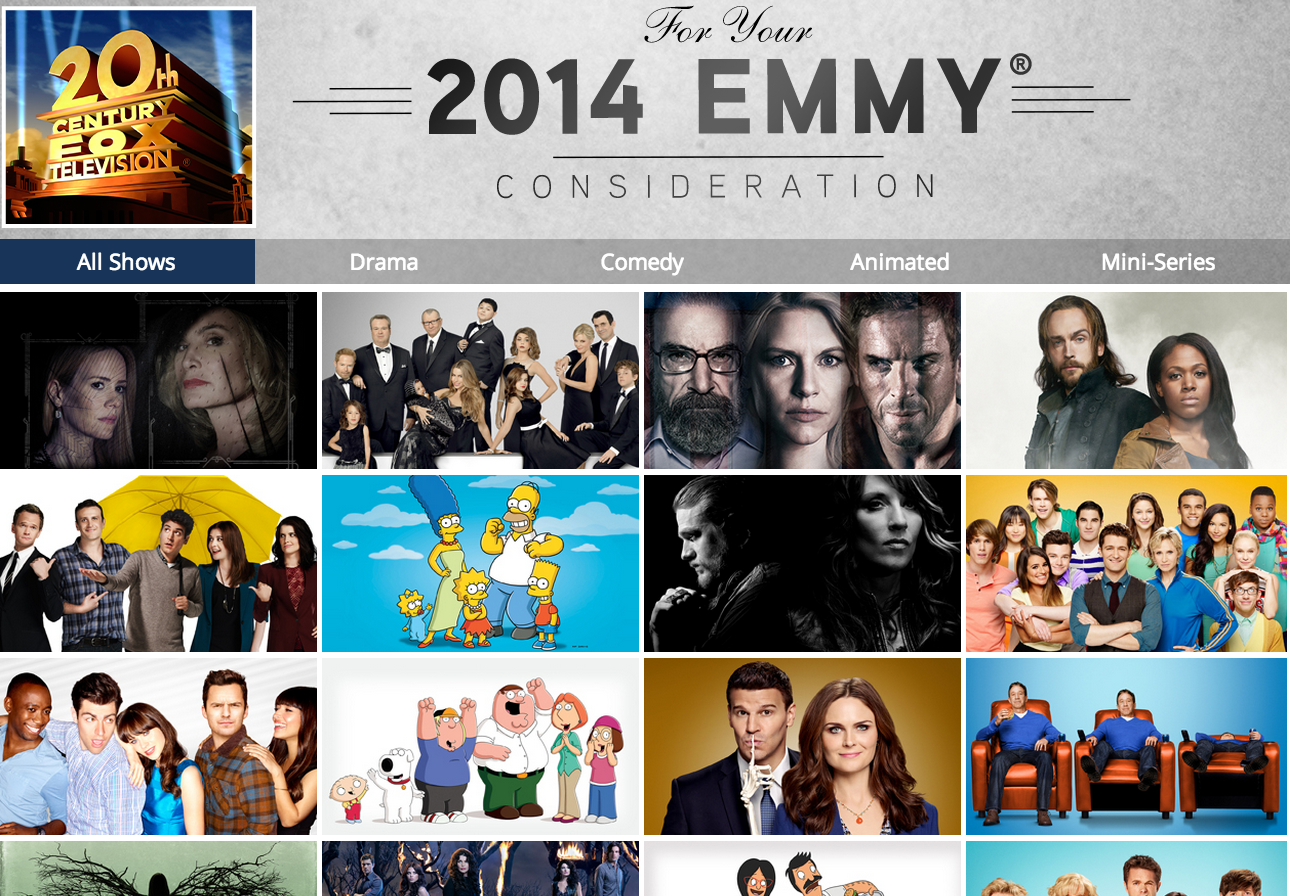 20th
CENTURY
FOX
TELEVISION
®
For Your
2014 EMMY®
CONSIDERATION
All Shows
Drama
Comedy
Animated
Mini-Series